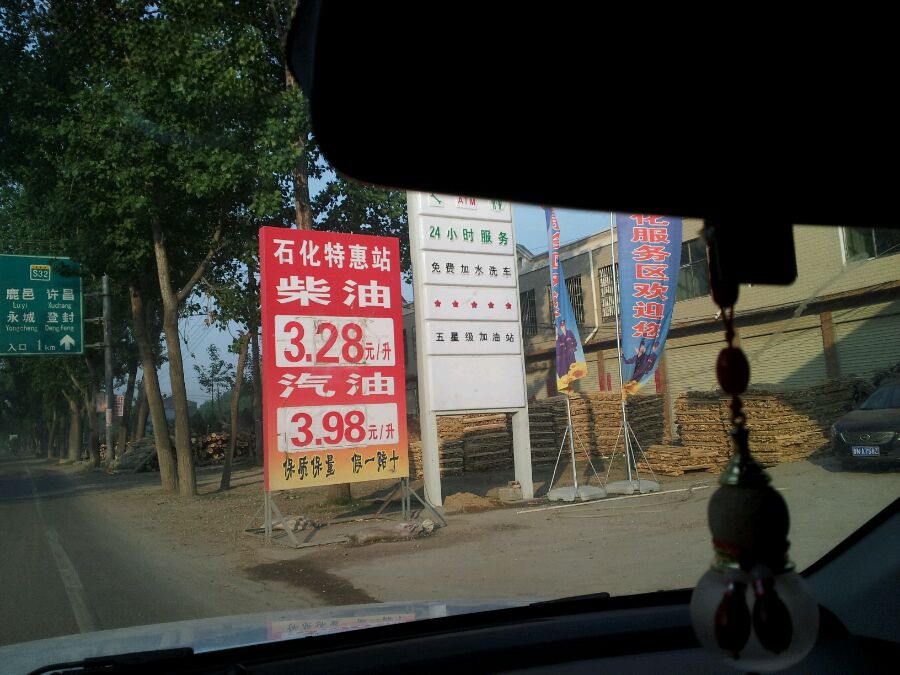 S32
鹿邑 许昌
Luyi Xuchang
永城 登封
Yongcheng Dengfeng
入口 1km
石化特惠站
柴油
3.28元/升
汽油
3.98元/升
保质保量 假一赔十
ATM
24小时服务
免费加水洗车
五星级加油站
化服务区欢迎您